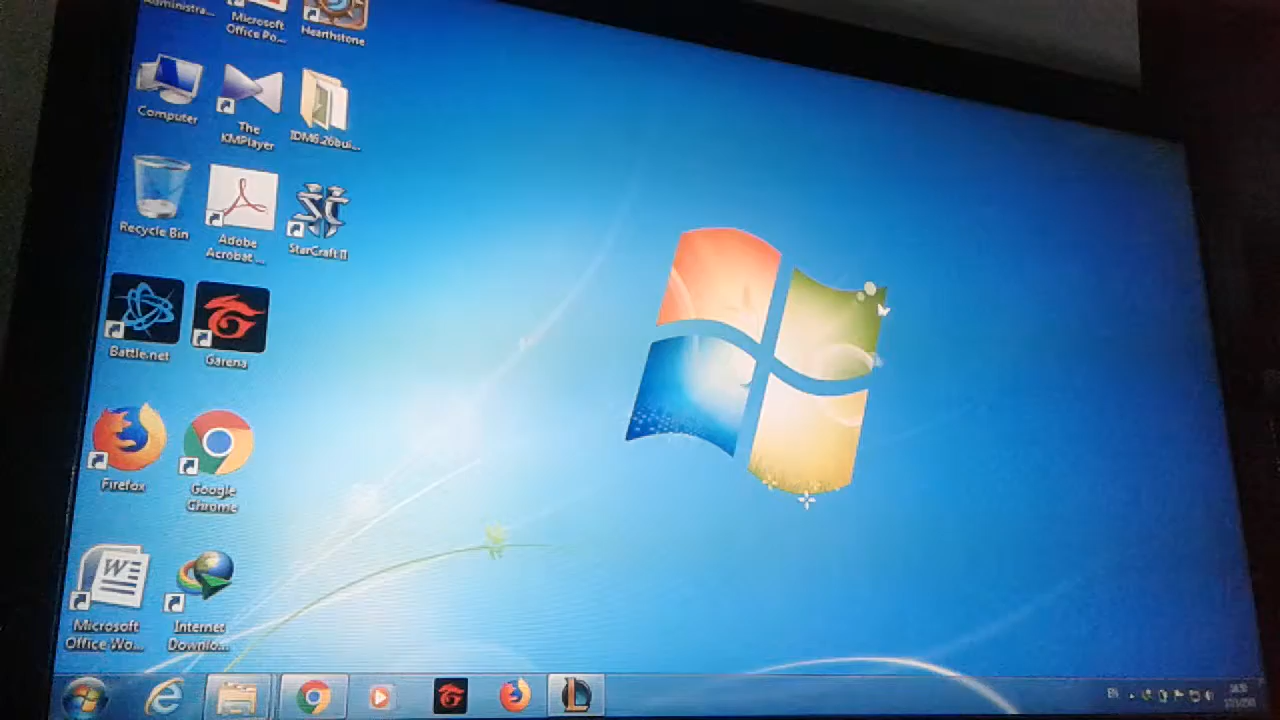 Administra...
Microsoft
Office Po...
Hearthstone
Computer
The
KMPlayer
IDM6.26bui...
Recycle Bin
Adobe
Acrobat ...
StarCraft II
Battle.net
Garena
Firefox
Google
Chrome
Microsoft
Office Wo...
Internet
Downlo...
EN